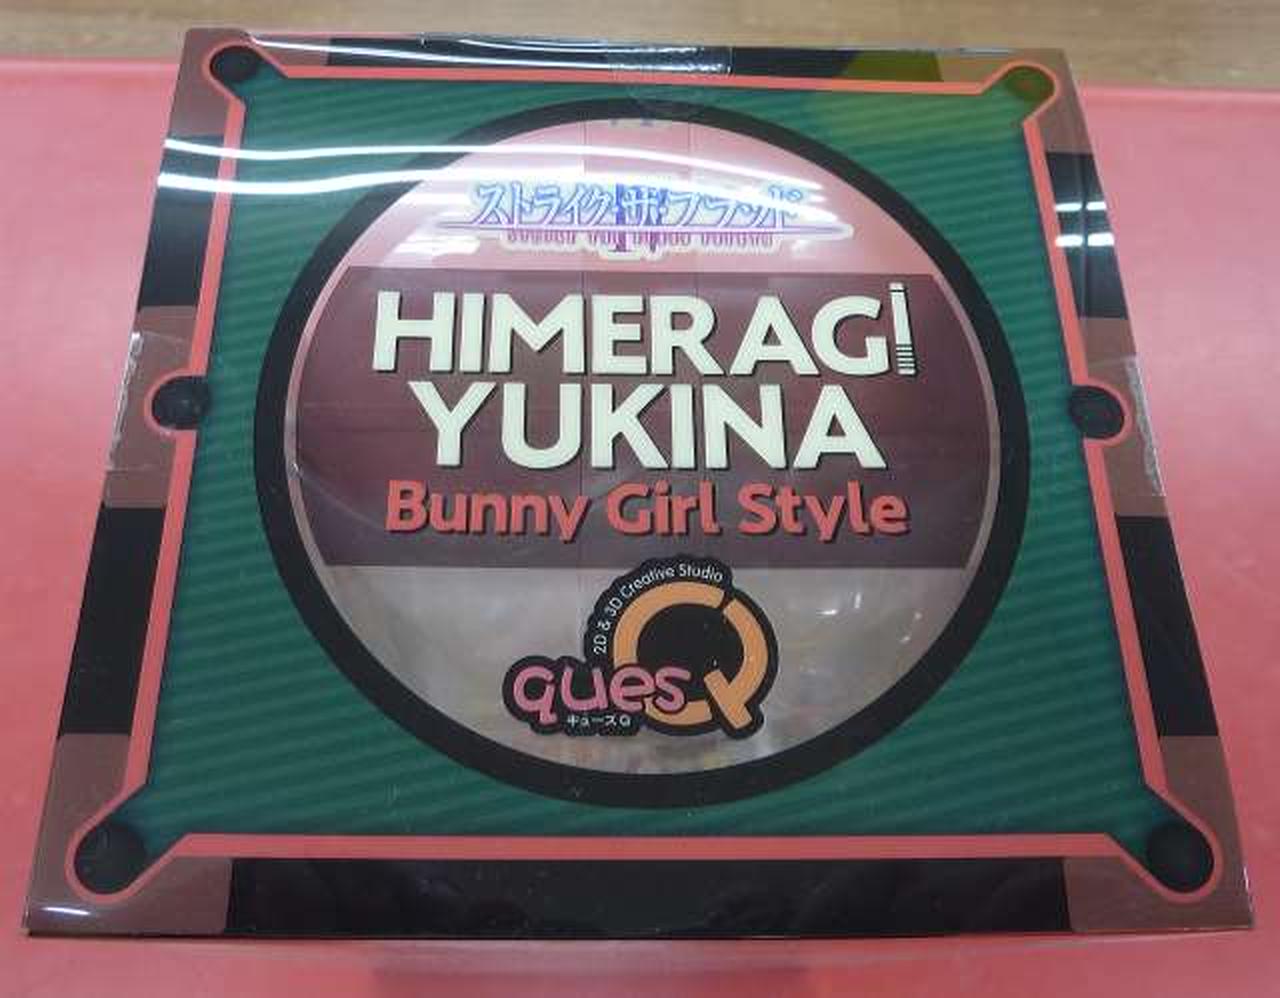 ストライク・ザ・ブラッド
HIMERAGI
YUKINA
Bunny Girl Style
2D & 3D Creative Studio
quesQ
キューズQ